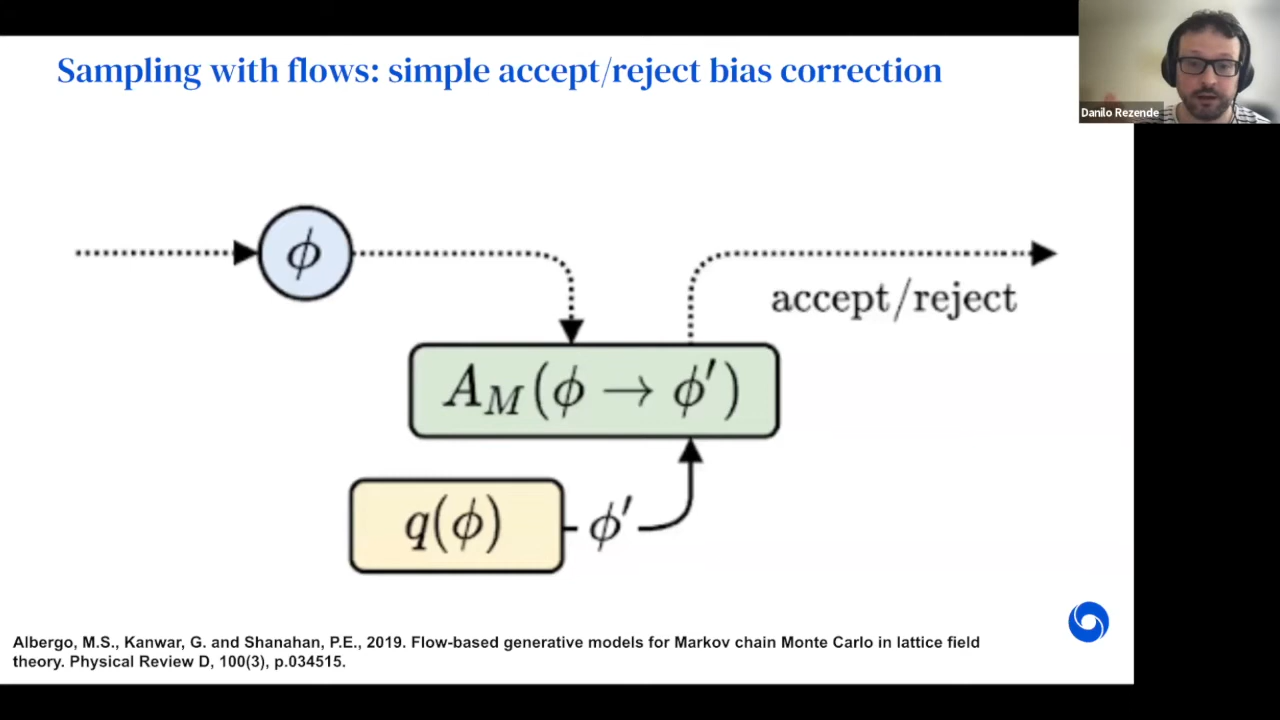 Sampling with flows: simple accept/reject bias correction
Danilo Rezende
ϕ
accept/reject
A_M(ϕ → ϕ′)
q(ϕ)
ϕ′
Albergo, M.S., Kanwar, G. and Shanahan, P.E., 2019. Flow-based generative models for Markov chain Monte Carlo in lattice field
theory. Physical Review D, 100(3), p.034515.